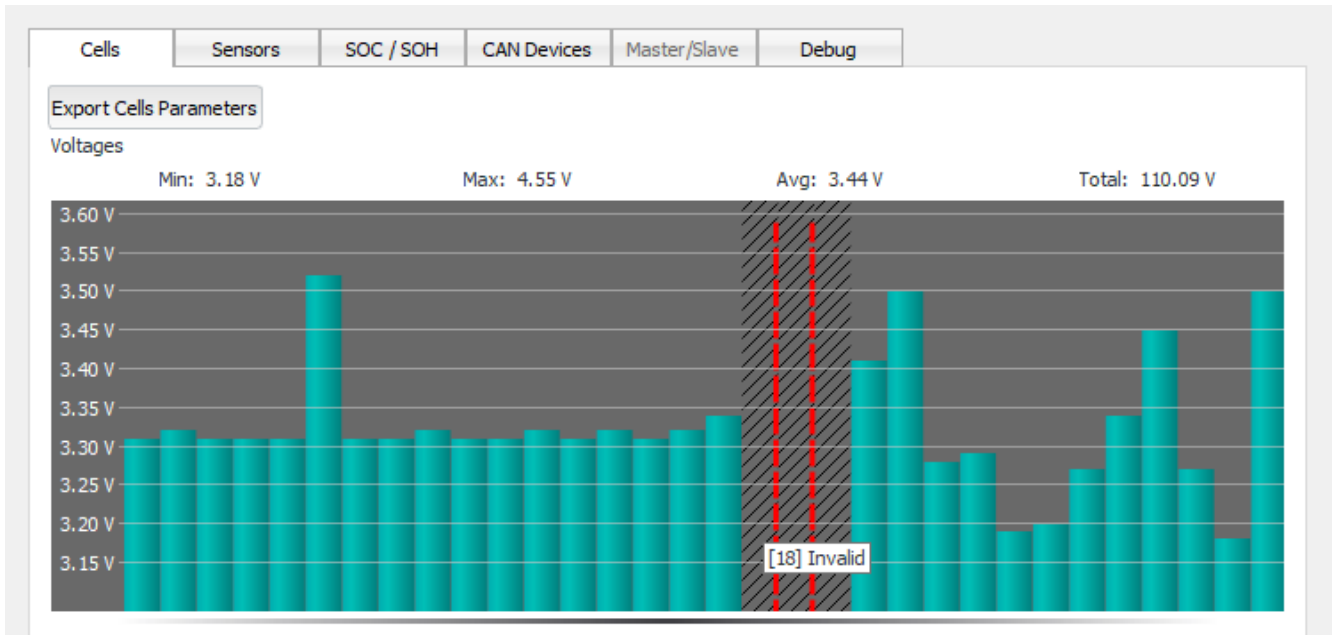 Cells Sensors SOC / SOH CAN Devices Master/Slave Debug
Export Cells Parameters
Voltages
Min: 3.18 V Max: 4.55 V Avg: 3.44 V Total: 110.09 V
3.60 V
3.55 V
3.50 V
3.45 V
3.40 V
3.35 V
3.30 V
3.25 V
3.20 V
3.15 V
[18] Invalid